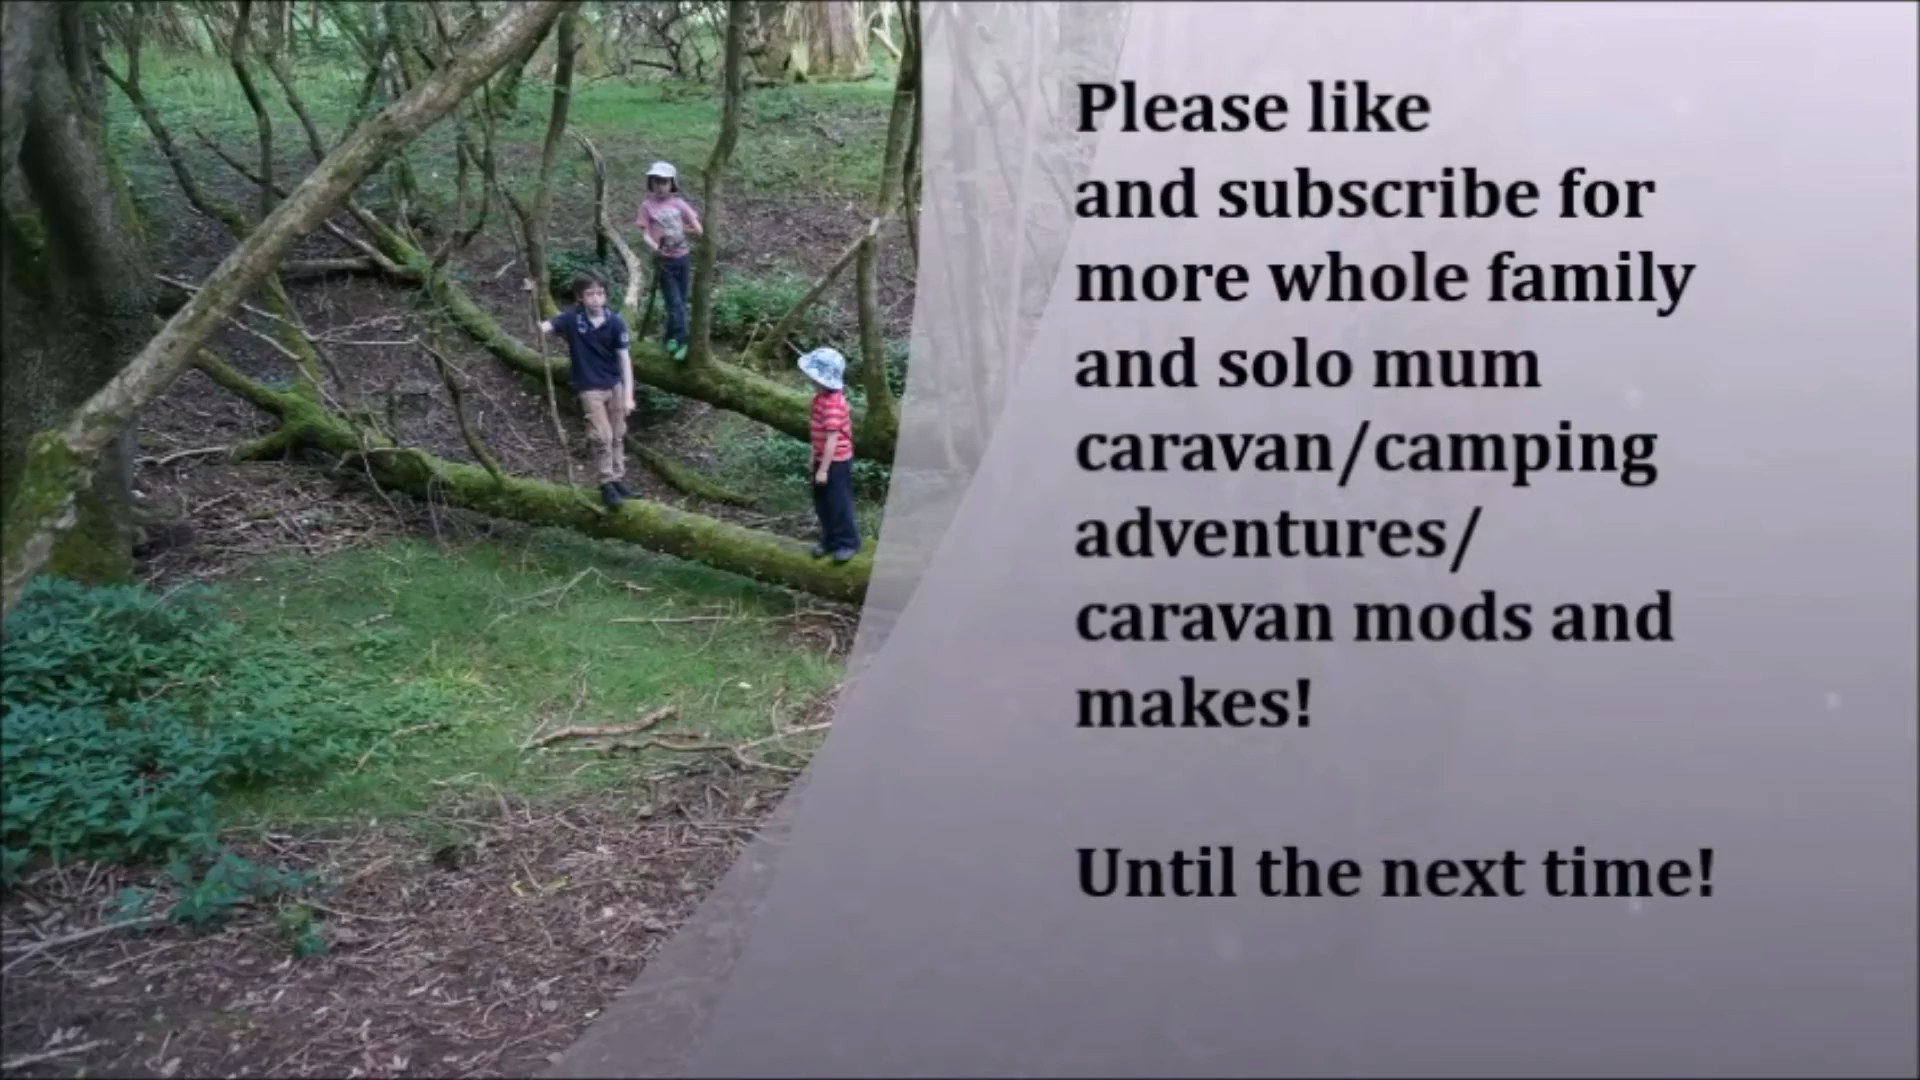 Please like
and subscribe for
more whole family
and solo mum
caravan/camping
adventures/
caravan mods and
makes!
Until the next time!